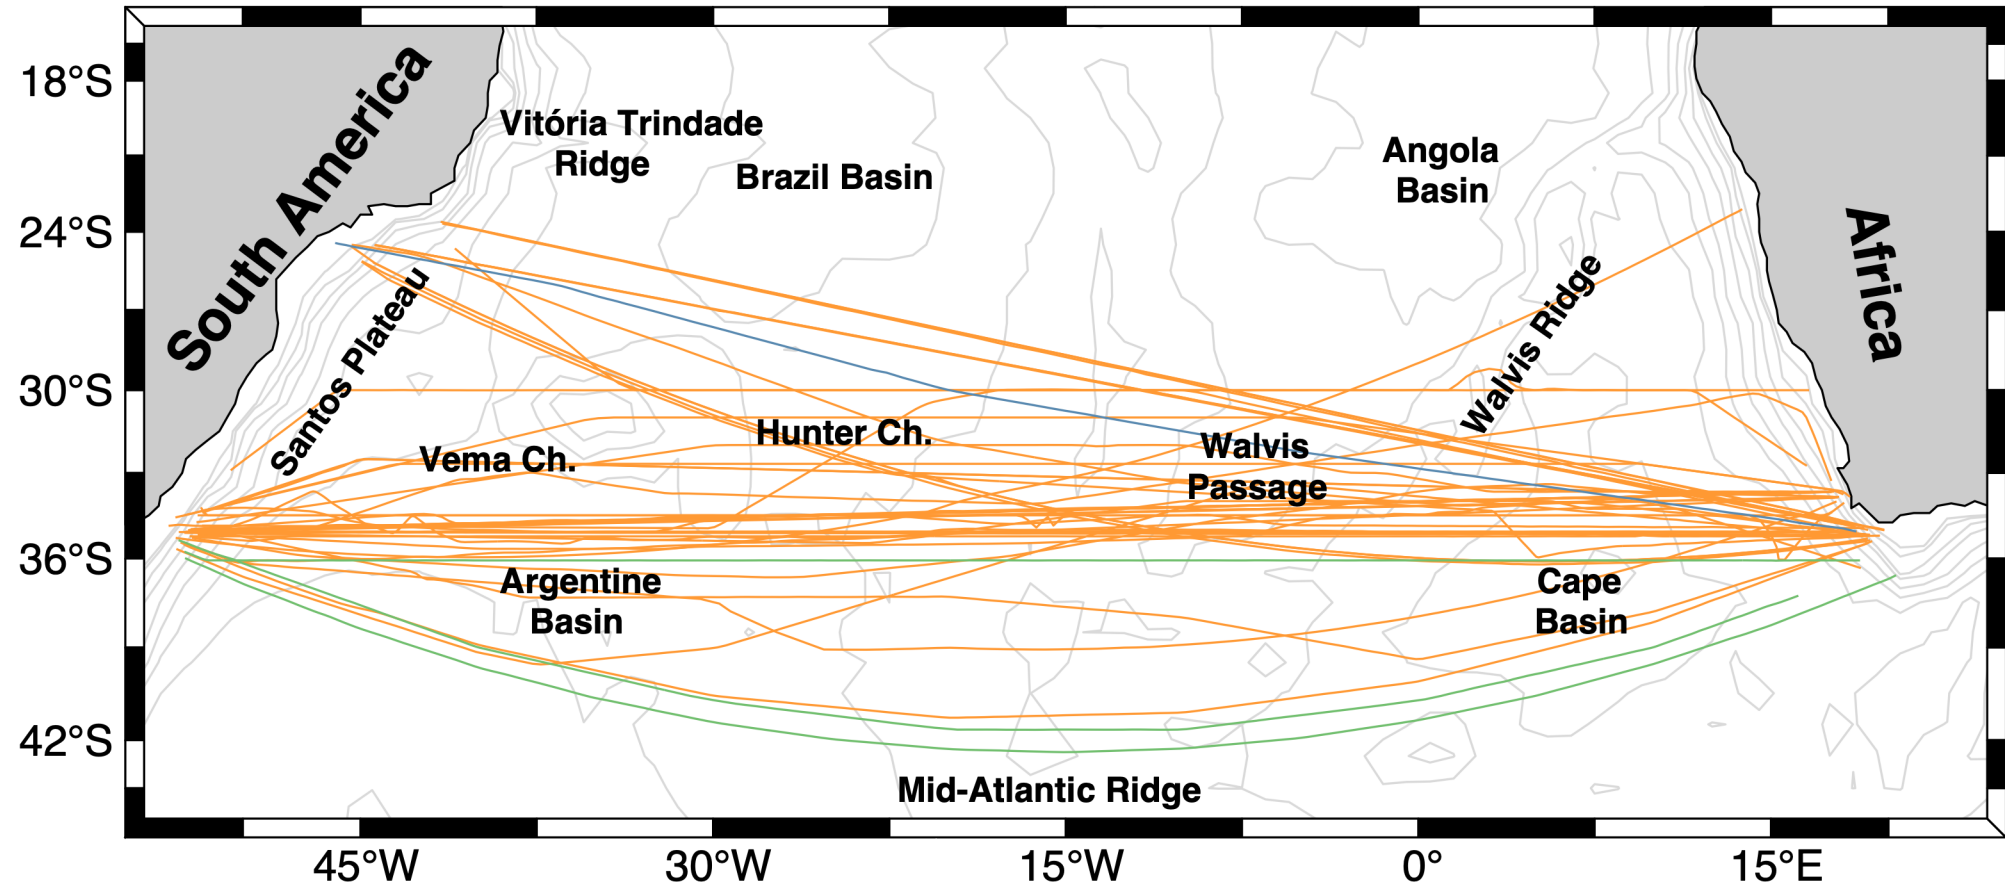 18°S
24°S
30°S
36°S
42°S
South America
Vitória Trindade
Ridge
Brazil Basin
Angola
Basin
Africa
Santos Plateau
Walvis Ridge
Vema Ch.
Hunter Ch.
Walvis
Passage
Argentine
Basin
Cape
Basin
Mid-Atlantic Ridge
45°W
30°W
15°W
0°
15°E